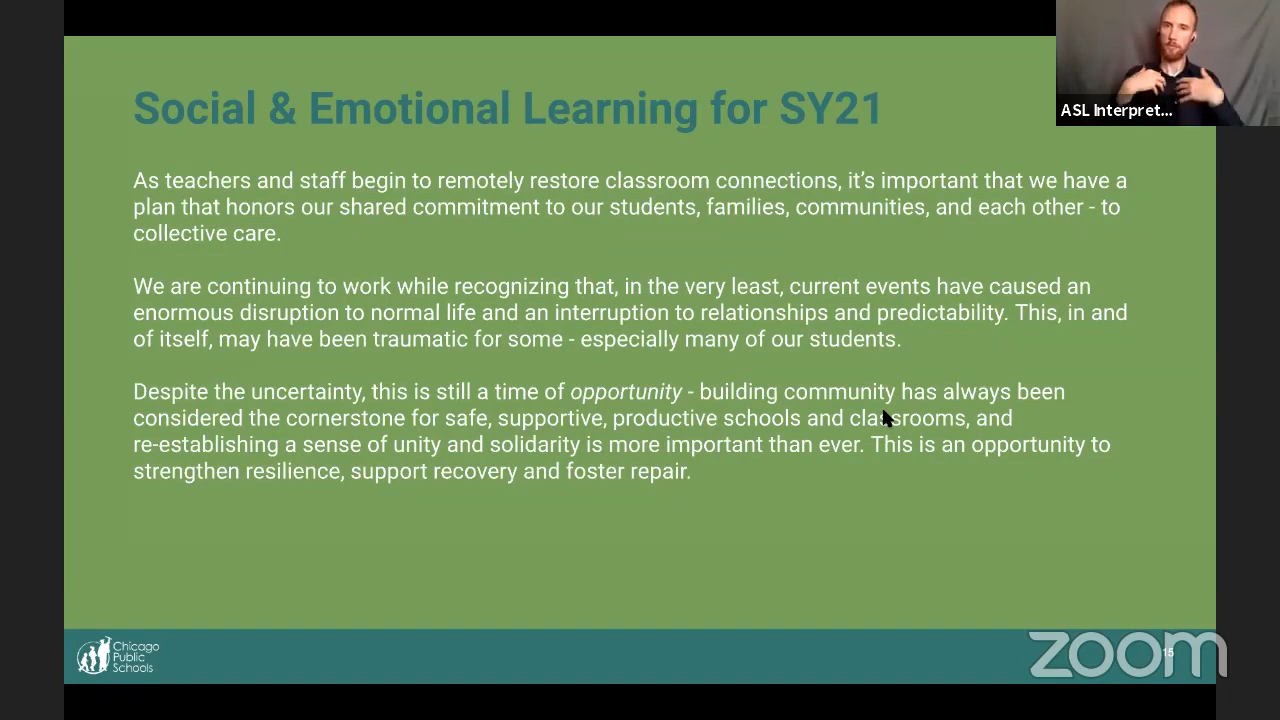 Social & Emotional Learning for SY21
ASL Interpret...
As teachers and staff begin to remotely restore classroom connections, it’s important that we have a
plan that honors our shared commitment to our students, families, communities, and each other - to
collective care.
We are continuing to work while recognizing that, in the very least, current events have caused an
enormous disruption to normal life and an interruption to relationships and predictability. This, in and
of itself, may have been traumatic for some - especially many of our students.
Despite the uncertainty, this is still a time of opportunity - building community has always been
considered the cornerstone for safe, supportive, productive schools and classrooms, and
re-establishing a sense of unity and solidarity is more important than ever. This is an opportunity to
strengthen resilience, support recovery and foster repair.
Chicago
Public
Schools
zoom
15